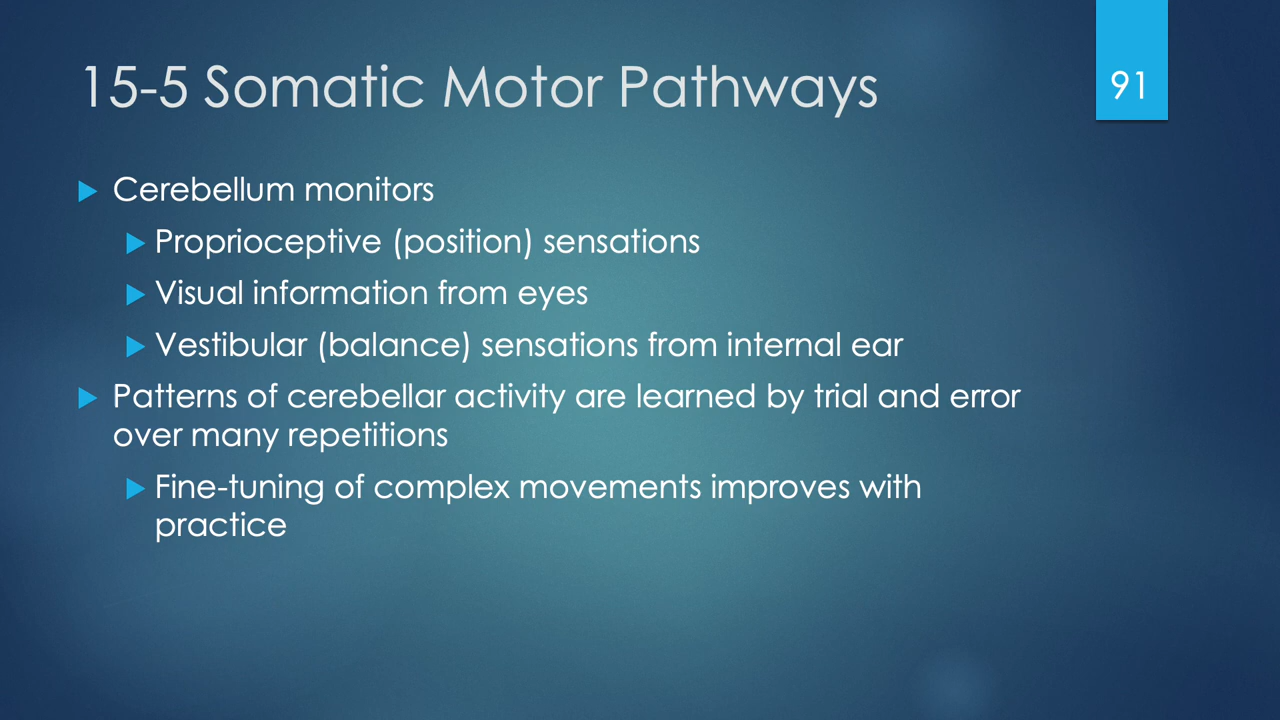 15-5 Somatic Motor Pathways
91
Cerebellum monitors
Proprioceptive (position) sensations
Visual information from eyes
Vestibular (balance) sensations from internal ear
Patterns of cerebellar activity are learned by trial and error
over many repetitions
Fine-tuning of complex movements improves with
practice